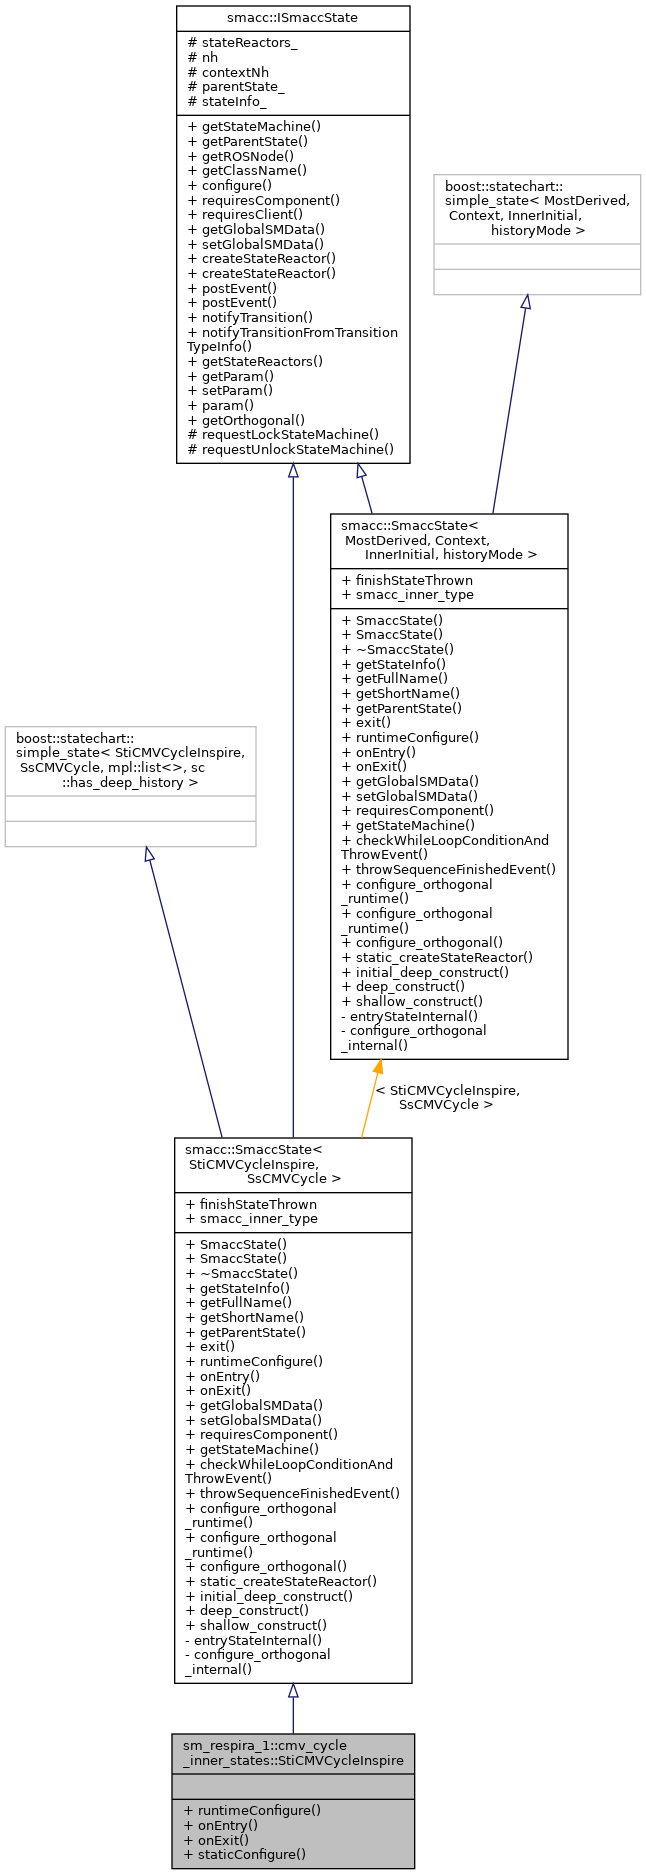 smacc::ISmaccState
# stateReactors_
# nh
# contextNh
# parentState_
# stateInfo_
+ getStateMachine()
+ getParentState()
+ getROSNode()
+ getClassName()
+ configure()
+ requiresComponent()
+ requiresClient()
+ getGlobalSMData()
+ setGlobalSMData()
+ createStateReactor()
+ createStateReactor()
+ postEvent()
+ postEvent()
+ notifyTransition()
+ notifyTransitionFromTransition
TypeInfo()
+ getStateReactors()
+ getParam()
+ setParam()
+ param()
+ getOrthogonal()
# requestLockStateMachine()
# requestUnlockStateMachine()
boost::statechart::
simple_state< MostDerived,
Context, InnerInitial,
historyMode >
smacc::SmaccState<
MostDerived, Context,
InnerInitial, historyMode >
+ finishStateThrown
+ smacc_inner_type
+ SmaccState()
+ SmaccState()
+ ~SmaccState()
+ getStateInfo()
+ getFullName()
+ getShortName()
+ getParentState()
+ exit()
+ runtimeConfigure()
+ onEntry()
+ onExit()
+ getGlobalSMData()
+ setGlobalSMData()
+ requiresComponent()
+ getStateMachine()
+ checkWhileLoopConditionAnd
ThrowEvent()
+ throwSequenceFinishedEvent()
+ configure_orthogonal
_runtime()
+ configure_orthogonal
_runtime()
+ configure_orthogonal()
+ static_createStateReactor()
+ initial_deep_construct()
+ deep_construct()
+ shallow_construct()
- entryStateInternal()
- configure_orthogonal
_internal()
boost::statechart::
simple_state< StiCMVCycleInspire,
SsCMVCycle, mpl::list<>, sc
::has_deep_history >
< StiCMVCycleInspire,
SsCMVCycle >
smacc::SmaccState<
StiCMVCycleInspire,
SsCMVCycle >
+ finishStateThrown
+ smacc_inner_type
+ SmaccState()
+ SmaccState()
+ ~SmaccState()
+ getStateInfo()
+ getFullName()
+ getShortName()
+ getParentState()
+ exit()
+ runtimeConfigure()
+ onEntry()
+ onExit()
+ getGlobalSMData()
+ setGlobalSMData()
+ requiresComponent()
+ getStateMachine()
+ checkWhileLoopConditionAnd
ThrowEvent()
+ throwSequenceFinishedEvent()
+ configure_orthogonal
_runtime()
+ configure_orthogonal
_runtime()
+ configure_orthogonal()
+ static_createStateReactor()
+ initial_deep_construct()
+ deep_construct()
+ shallow_construct()
- entryStateInternal()
- configure_orthogonal
_internal()
sm_respira_1::cmv_cycle
_inner_states::StiCMVCycleInspire
+ runtimeConfigure()
+ onEntry()
+ onExit()
+ staticConfigure()